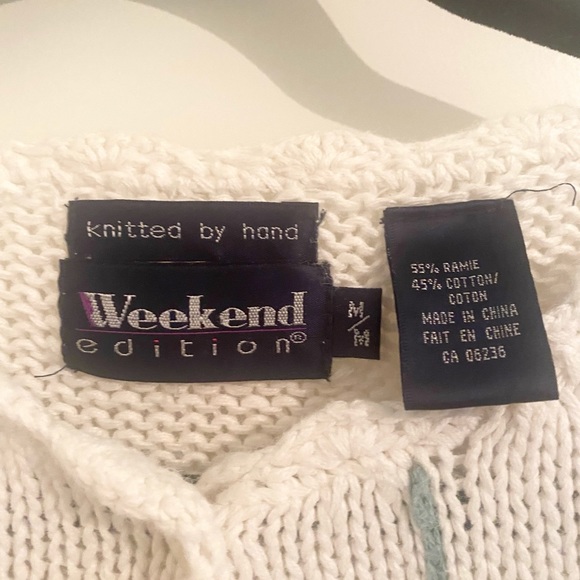 knitted by hand
Weekend
edition®
M/M
55% RAMIE
45% COTTON/
COTON
MADE IN CHINA
FAIT EN CHINE
CA 06236